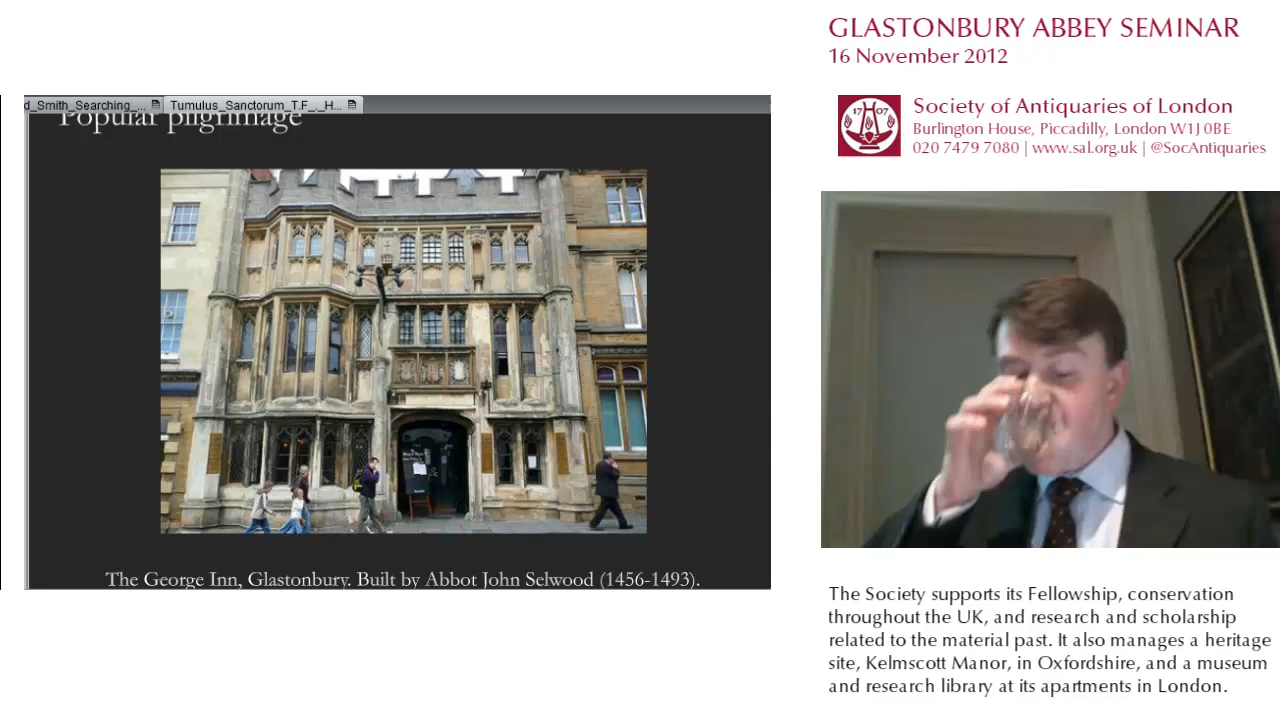 GLASTONBURY ABBEY SEMINAR
16 November 2012
17 07
Society of Antiquaries of London
Burlington House, Piccadilly, London W1J 0BE
020 7479 7080 | www.sal.org.uk | @SocAntiquaries
d_Smith_Searching_...
Tumulus_Sanctorum_T.F_._H...
Popular pilgrimage
The George Inn, Glastonbury. Built by Abbot John Selwood (1456-1493).
The Society supports its Fellowship, conservation
throughout the UK, and research and scholarship
related to the material past. It also manages a heritage
site, Kelmscott Manor, in Oxfordshire, and a museum
and research library at its apartments in London.